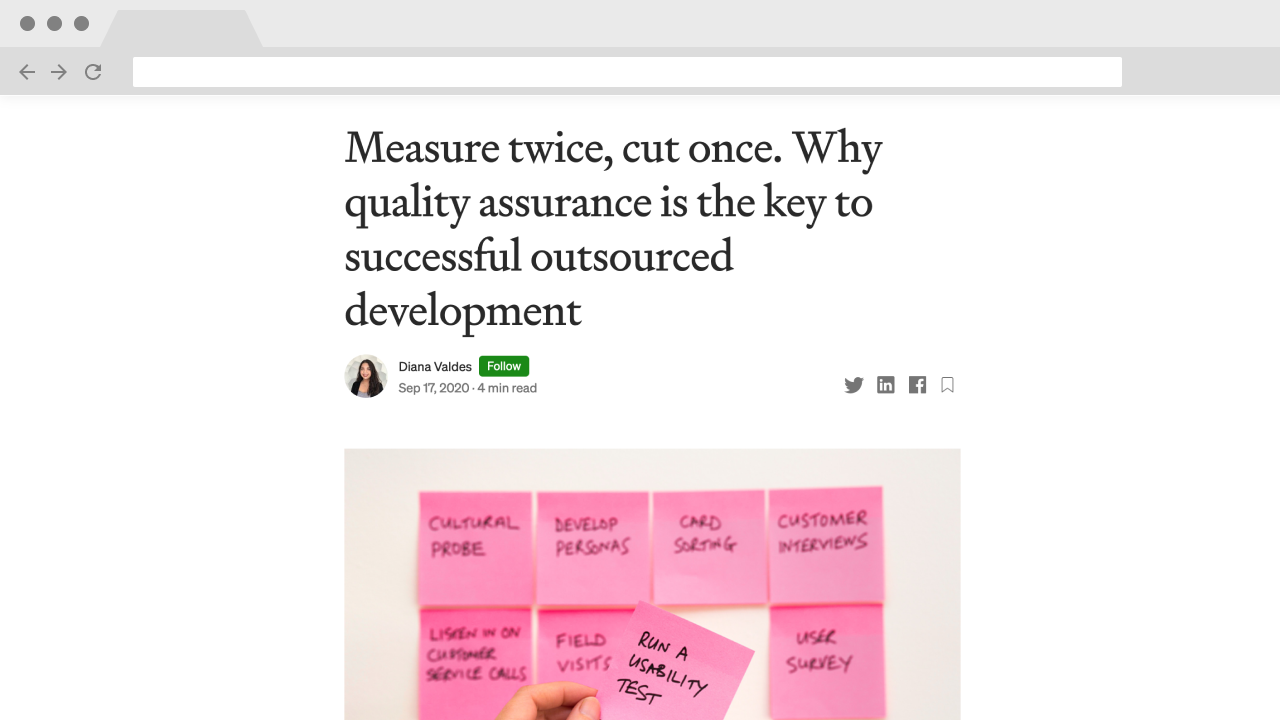 Measure twice, cut once. Why
quality assurance is the key to
successful outsourced
development
Diana Valdes Follow
Sep 17, 2020 · 4 min read
CULTURAL
PROBE
DEVELOP
PERSONAS
CARD
SORTING
CUSTOMER
INTERVIEWS
LISTEN IN ON
CUSTOMER
SERVICE CALLS
FIELD
VISITS
RUN A
USABILITY
TEST
USER
SURVEY